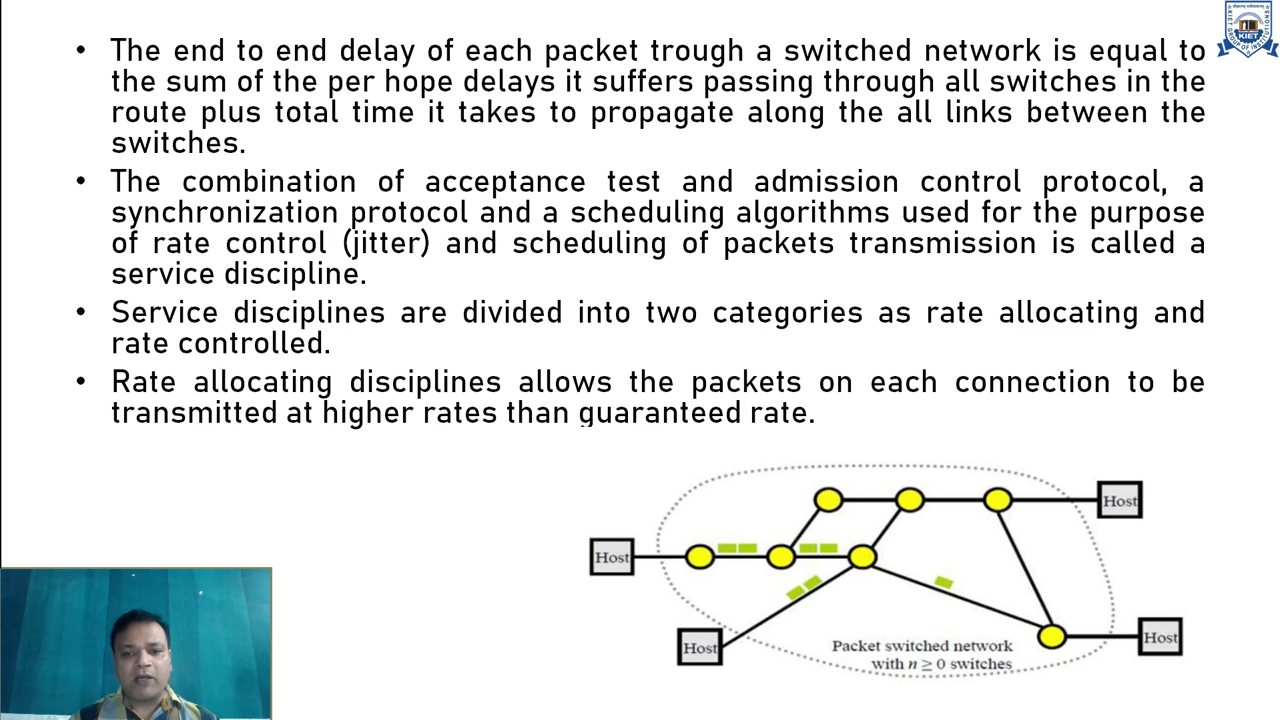 • The end to end delay of each packet trough a switched network is equal to
the sum of the per hope delays it suffers passing through all switches in the
route plus total time it takes to propagate along the all links between the
switches.
• The combination of acceptance test and admission control protocol, a
synchronization protocol and a scheduling algorithms used for the purpose
of rate control (jitter) and scheduling of packets transmission is called a
service discipline.
• Service disciplines are divided into two categories as rate allocating and
rate controlled.
• Rate allocating disciplines allows the packets on each connection to be
transmitted at higher rates than guaranteed rate.
Host
Host
Host
Host
Packet switched network
with n ≥ 0 switches
KIET
GROUP OF INSTITUTIONS